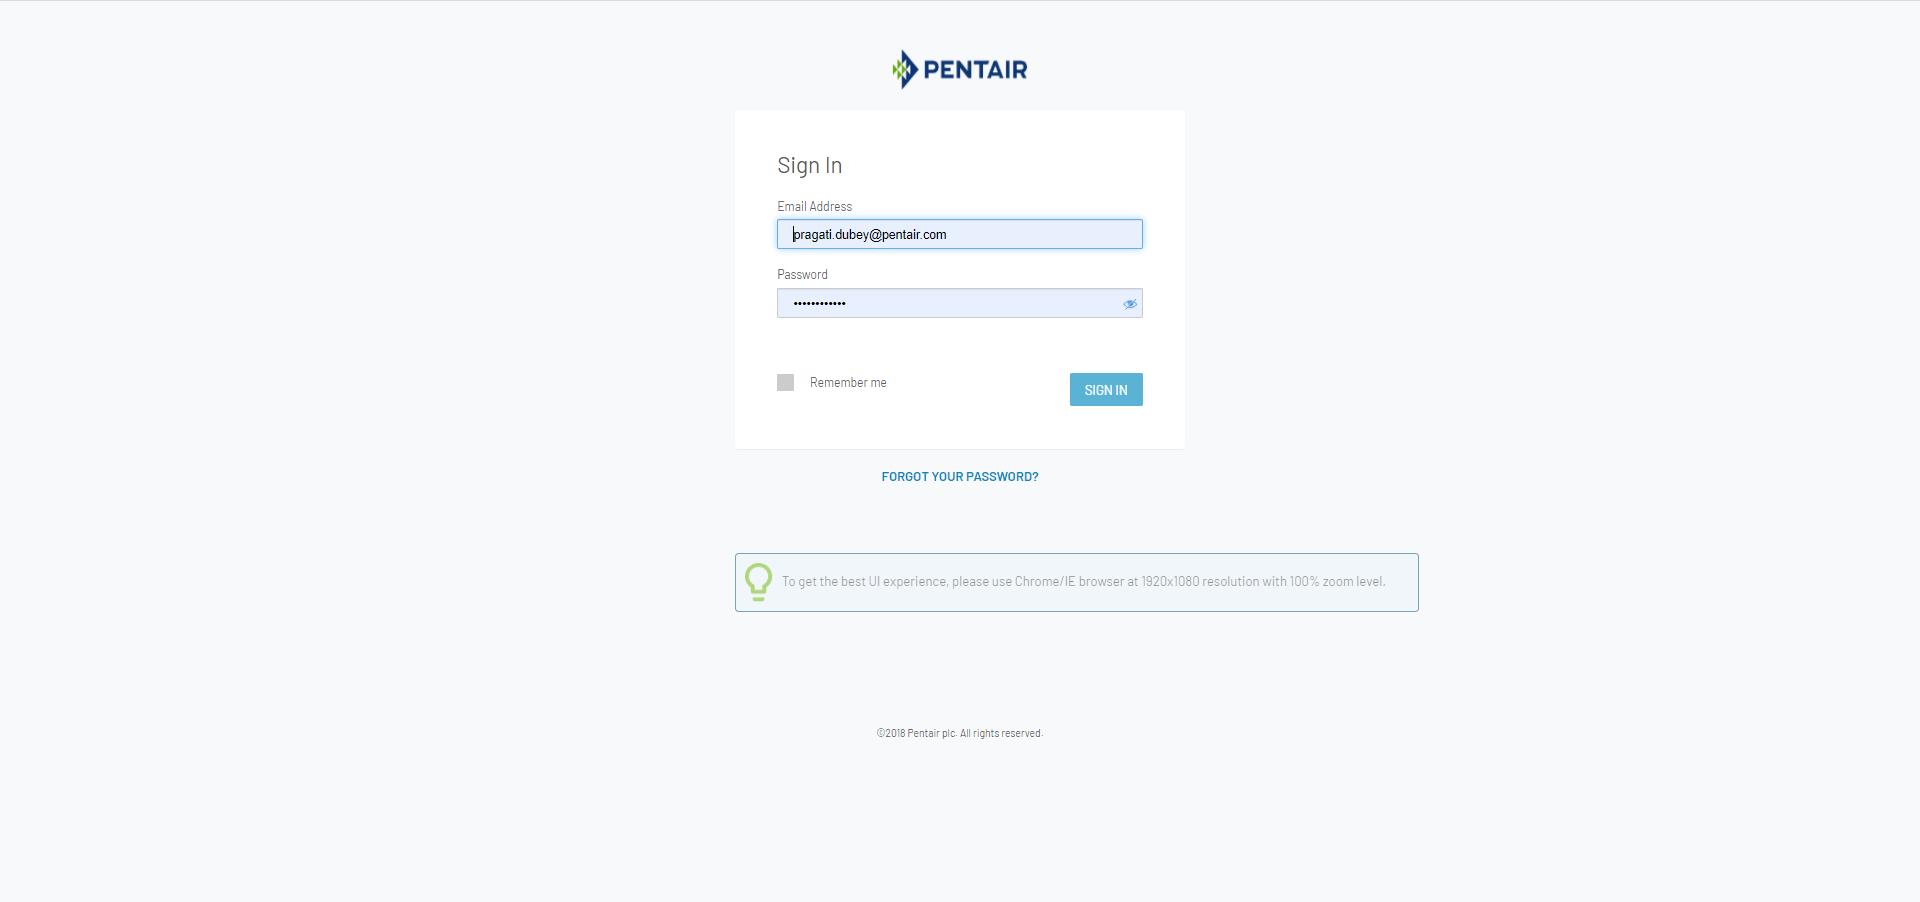 PENTAIR
Sign In
Email Address
pragati.dubey@pentair.com
Password
••••••••••••
Remember me
SIGN IN
FORGOT YOUR PASSWORD?
To get the best UI experience, please use Chrome/IE browser at 1920x1080 resolution with 100% zoom level.
©2018 Pentair plc. All rights reserved.